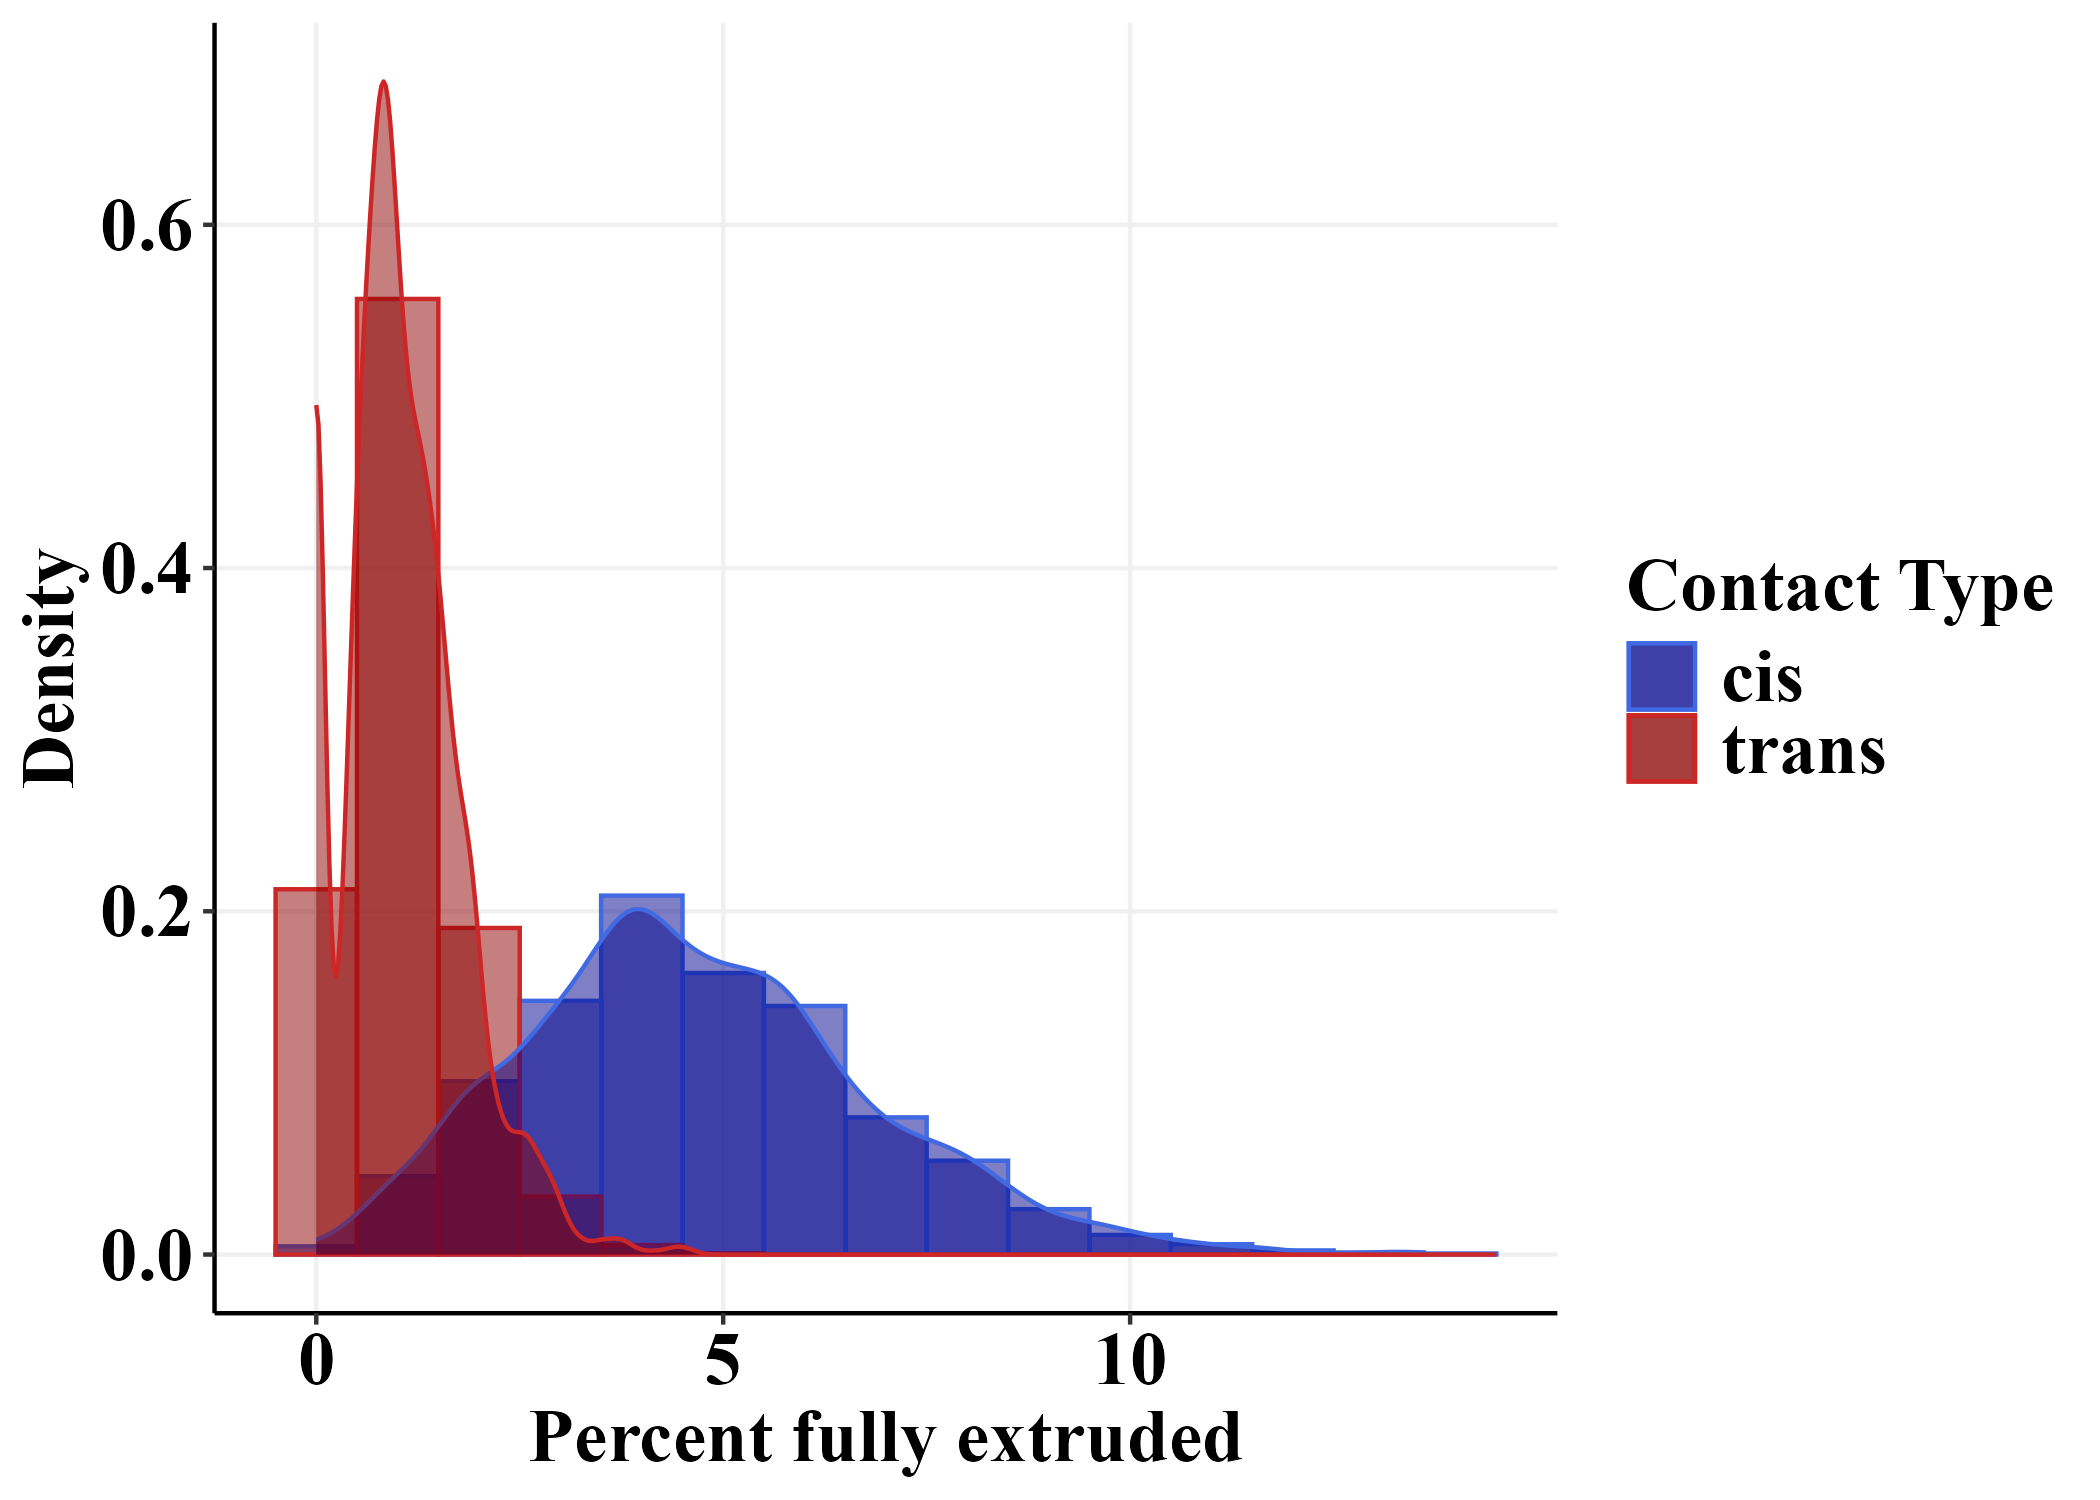 0.6
0.4
0.2
0.0
Density
0 5 10
Percent fully extruded
Contact Type
cis
trans